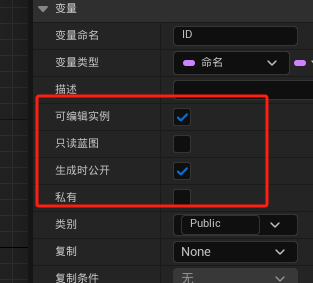 变量
变量命名 ID
变量类型 命名
描述
可编辑实例
只读蓝图
生成时公开
私有
类别 Public
复制 None
复制条件 无